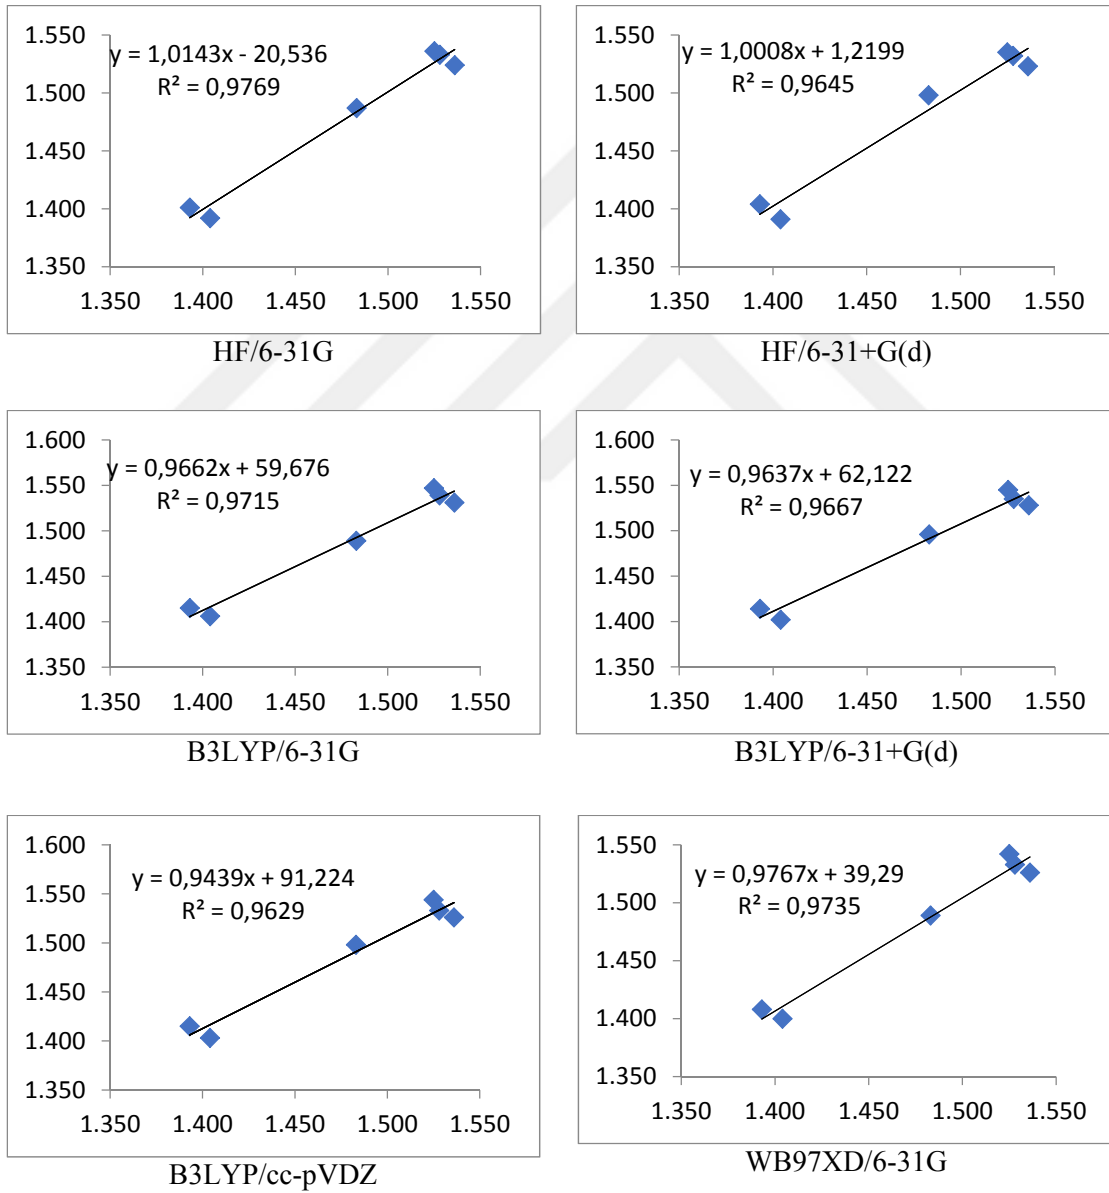 1.550
1.500
1.450
1.400
1.350
y = 1,0143x - 20,536
R² = 0,9769
1.350 1.400 1.450 1.500 1.550
HF/6-31G
1.550
1.500
1.450
1.400
1.350
y = 1,0008x + 1,2199
R² = 0,9645
1.350 1.400 1.450 1.500 1.550
HF/6-31+G(d)
1.600
1.550
1.500
1.450
1.400
1.350
y = 0,9662x + 59,676
R² = 0,9715
1.350 1.400 1.450 1.500 1.550
B3LYP/6-31G
1.600
1.550
1.500
1.450
1.400
1.350
y = 0,9637x + 62,122
R² = 0,9667
1.350 1.400 1.450 1.500 1.550
B3LYP/6-31+G(d)
1.600
1.550
1.500
1.450
1.400
1.350
y = 0,9439x + 91,224
R² = 0,9629
1.350 1.400 1.450 1.500 1.550
B3LYP/cc-pVDZ
1.550
1.500
1.450
1.400
1.350
y = 0,9767x + 39,29
R² = 0,9735
1.350 1.400 1.450 1.500 1.550
WB97XD/6-31G